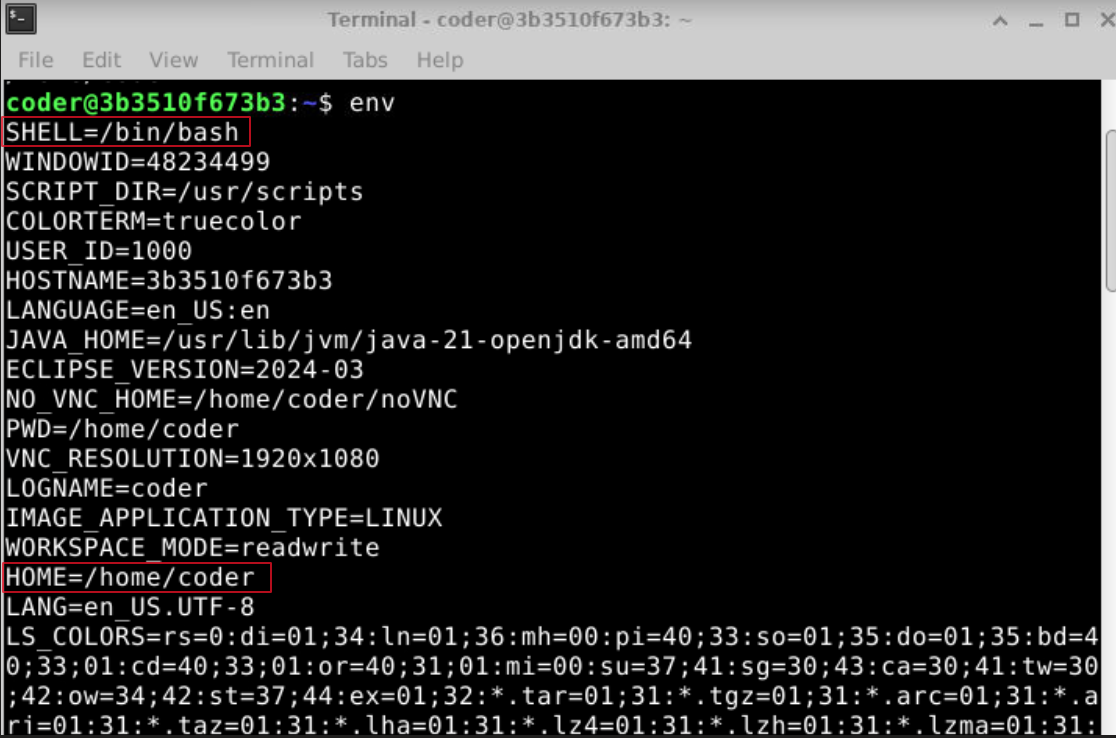 Terminal - coder@3b3510f673b3: ~
File Edit View Terminal Tabs Help
coder@3b3510f673b3:~$ env
SHELL=/bin/bash
WINDOWID=48234499
SCRIPT_DIR=/usr/scripts
COLORTERM=truecolor
USER_ID=1000
HOSTNAME=3b3510f673b3
LANGUAGE=en_US:en
JAVA_HOME=/usr/lib/jvm/java-21-openjdk-amd64
ECLIPSE_VERSION=2024-03
NO_VNC_HOME=/home/coder/noVNC
PWD=/home/coder
VNC_RESOLUTION=1920x1080
LOGNAME=coder
IMAGE_APPLICATION_TYPE=LINUX
WORKSPACE_MODE=readwrite
HOME=/home/coder
LANG=en_US.UTF-8
LS_COLORS=rs=0:di=01;34:ln=01;36:mh=00:pi=40;33:so=01;35:do=01;35:bd=4
0;33;01:cd=40;33;01:or=40;31;01:mi=00:su=37;41:sg=30;43:ca=30;41:tw=30
;42:ow=34;42:st=37;44:ex=01;32:*.tar=01;31:*.tgz=01;31:*.arc=01;31:*.a
rj=01;31:*.taz=01;31:*.lha=01;31:*.lz4=01;31:*.lzh=01;31:*.lzma=01;31: